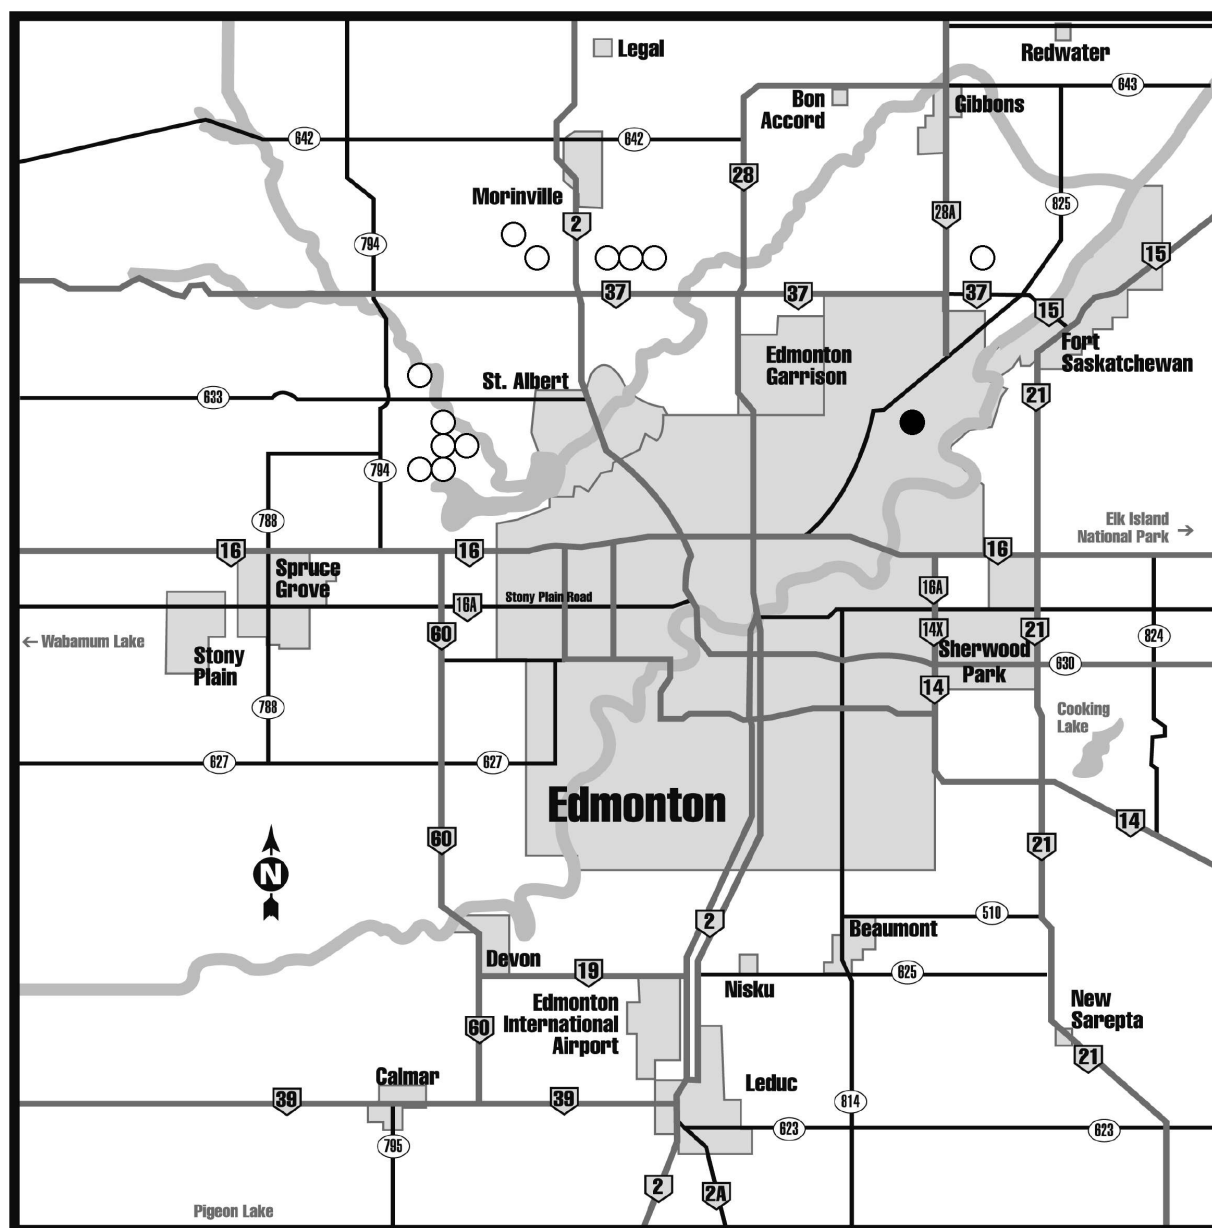 Legal
Redwater
Bon
Accord
Gibbons
643
642
642
28
Morinville
2
28A
825
794
15
37
37
37
15
Edmonton
Garrison
Fort
Saskatchewan
St. Albert
633
21
794
788
Elk Island
National Park →
16
16
16
Spruce
Grove
16A
Stony Plain Road
16A
← Wabamum Lake
60
14X
21
824
Stony
Plain
Sherwood
Park
630
14
788
Cooking
Lake
627
627
Edmonton
14
60
21
N
2
510
Beaumont
Devon
19
625
Nisku
Edmonton
International
Airport
New
Sarepta
60
21
Calmar
Leduc
39
39
814
623
623
795
2
2A
Pigeon Lake